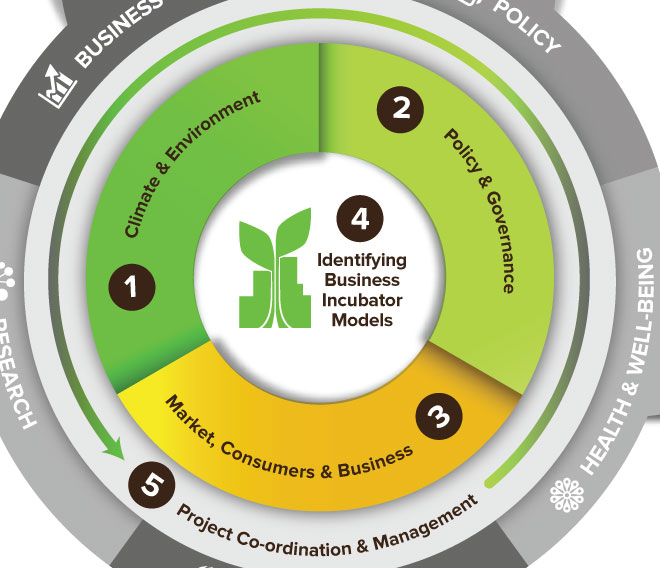 BUSINESS
POLICY
HEALTH & WELL-BEING
RESEARCH
1
Climate & Environment
2
Policy & Governance
3
Market, Consumers & Business
4
Identifying
Business
Incubator
Models
5
Project Co-ordination & Management